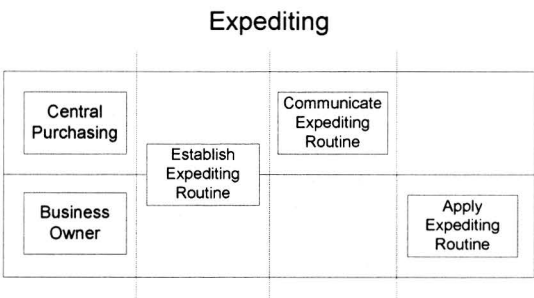 Expediting
Central
Purchasing
Establish
Expediting
Routine
Communicate
Expediting
Routine
Business
Owner
Apply
Expediting
Routine